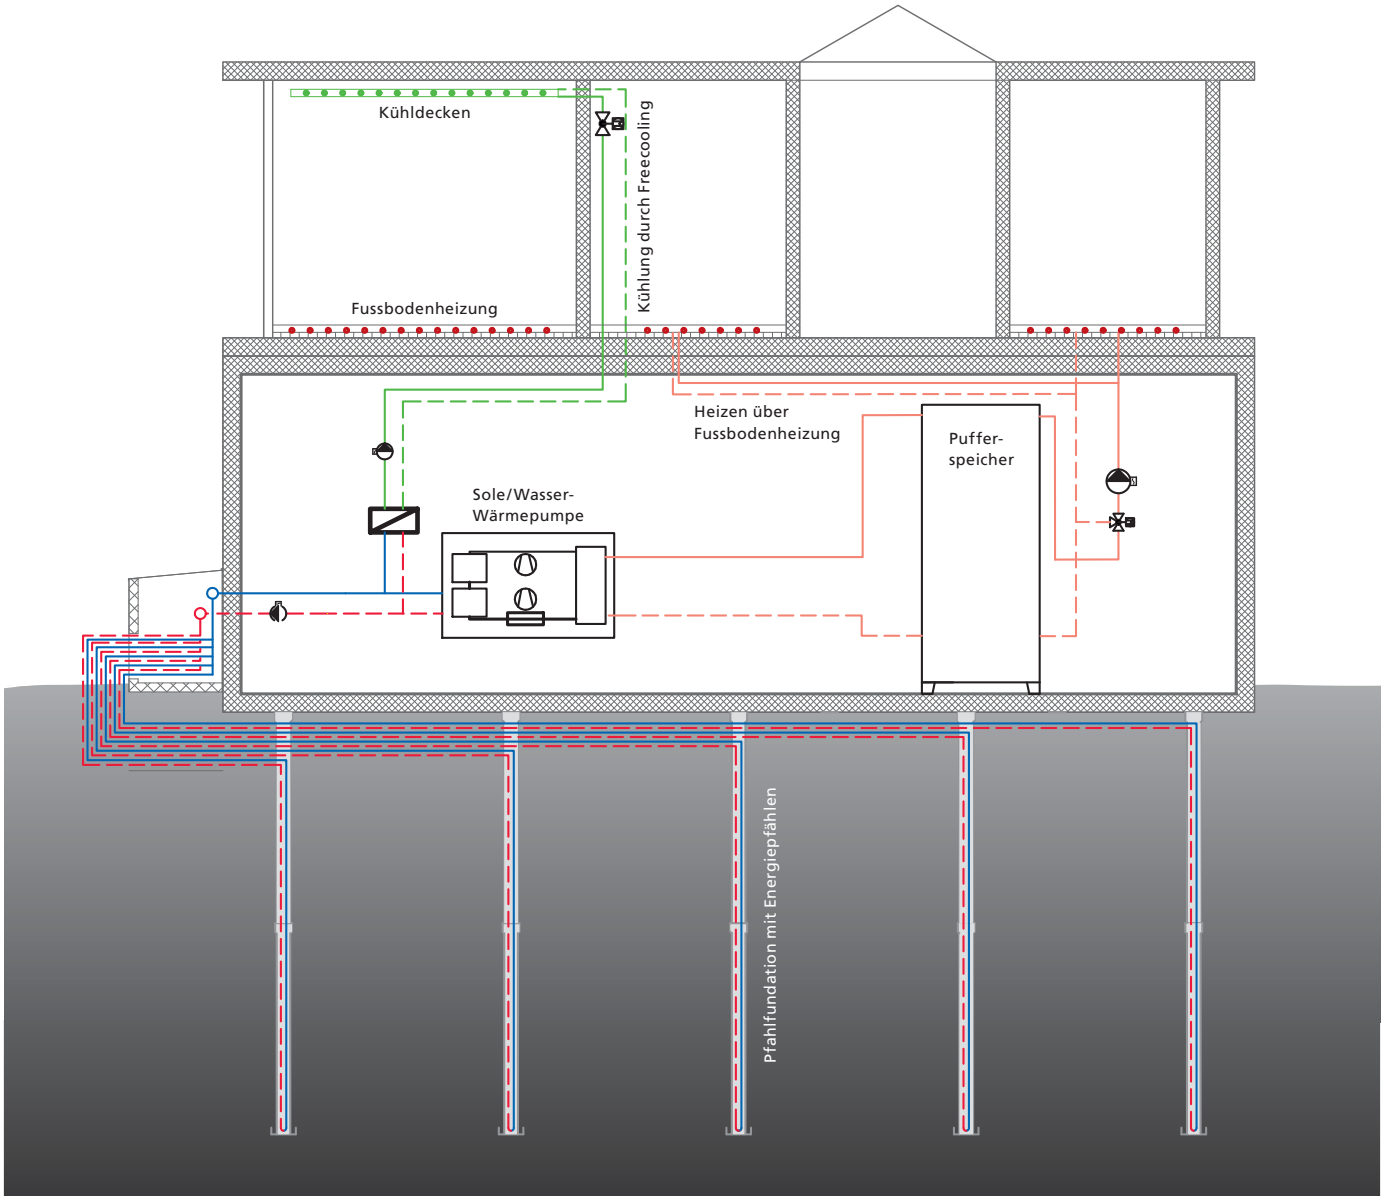 Kühldecken
Kühlung durch Freecooling
Fussbodenheizung
Heizen über
Fussbodenheizung
Puffer-
speicher
Sole/Wasser-
Wärmepumpe
Pfahlfundation mit Energiepfählen